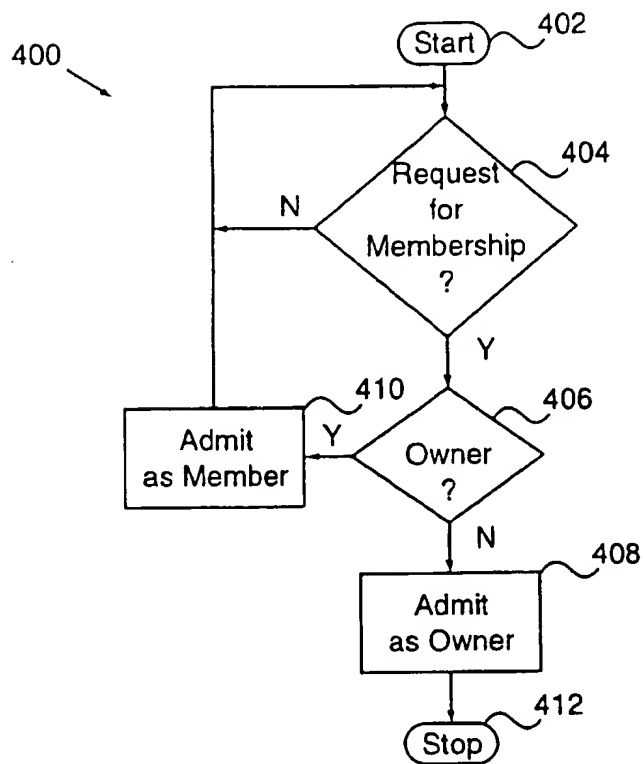 Start
402
400
Request
for
Membership
?
404
N
Y
410
Admit
as Member
Y
Owner
?
406
N
408
Admit
as Owner
Stop
412